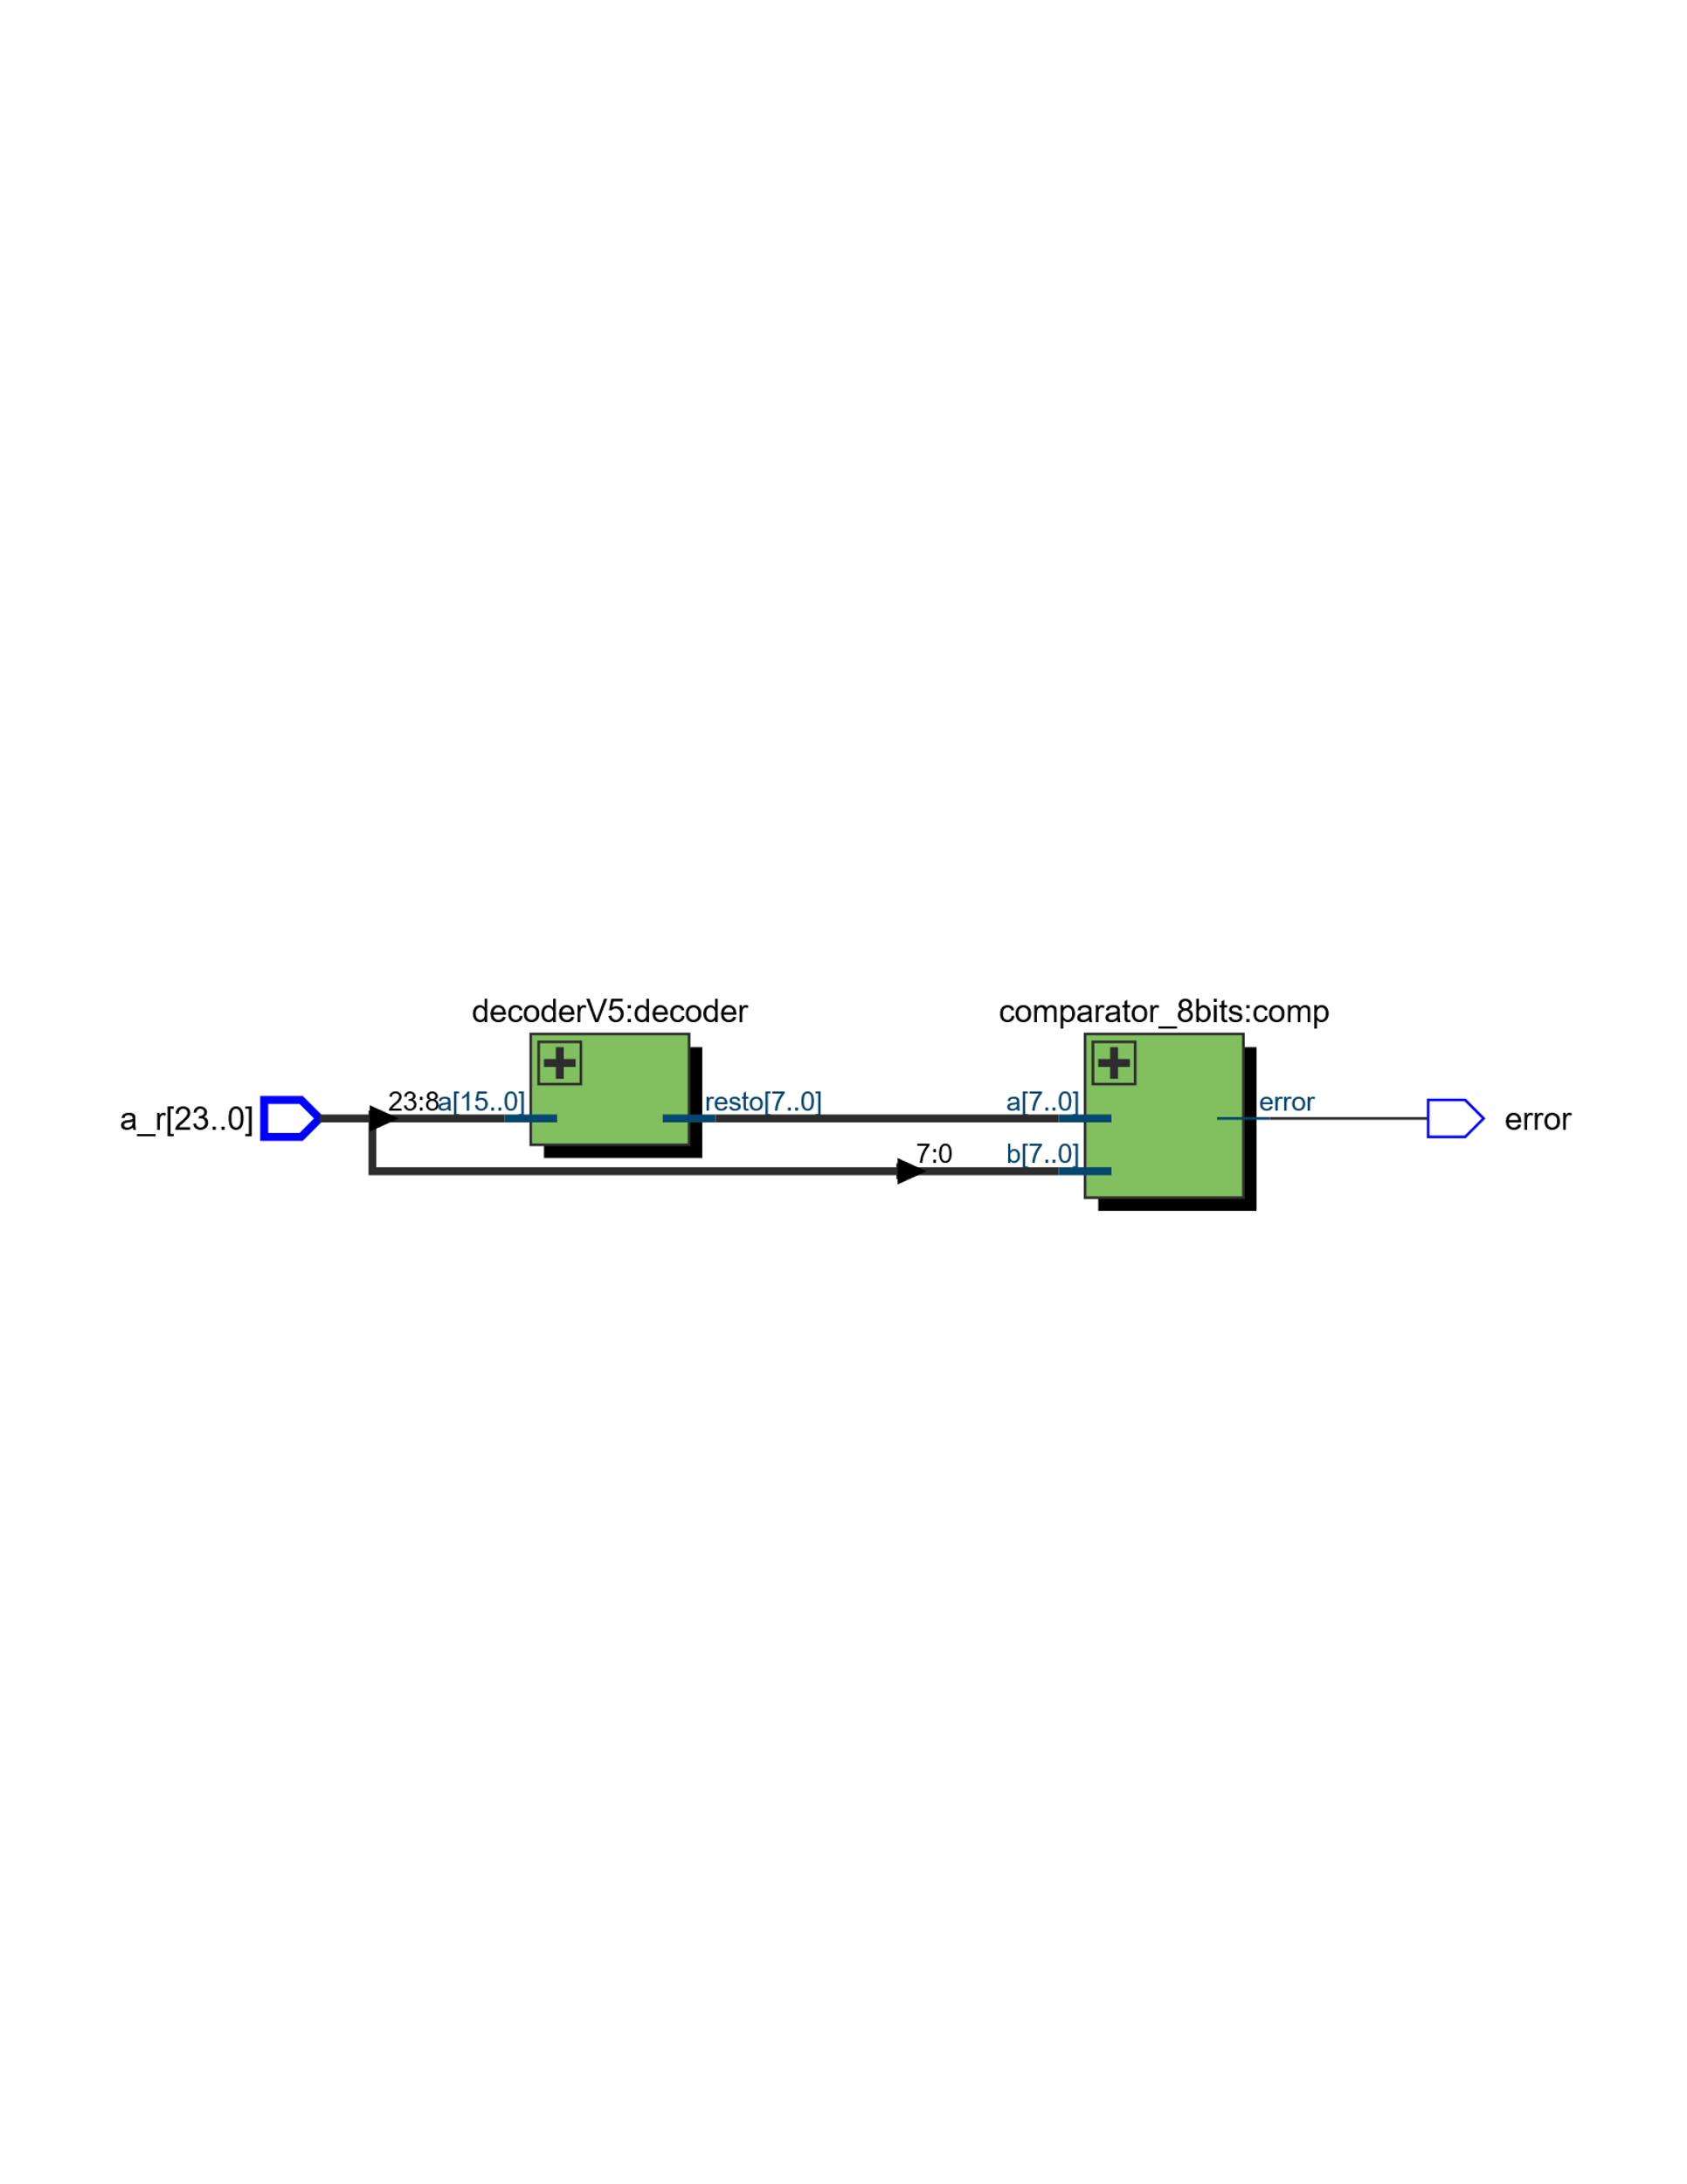 decoderV5:decoder
comparator_8bits:comp
a_r[23..0]
23:8
a[15..0]
resto[7..0]
a[7..0]
error
error
7:0
b[7..0]